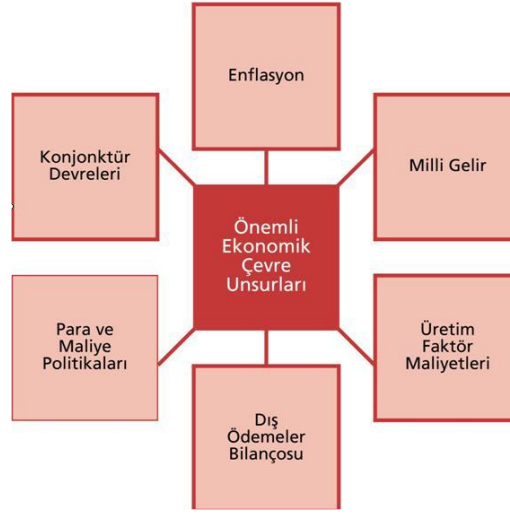 Enflasyon
Konjonktür
Devreleri
Milli Gelir
Önemli
Ekonomik
Çevre
Unsurları
Para ve
Maliye
Politikaları
Üretim
Faktör
Maliyetleri
Dış
Ödemeler
Bilançosu